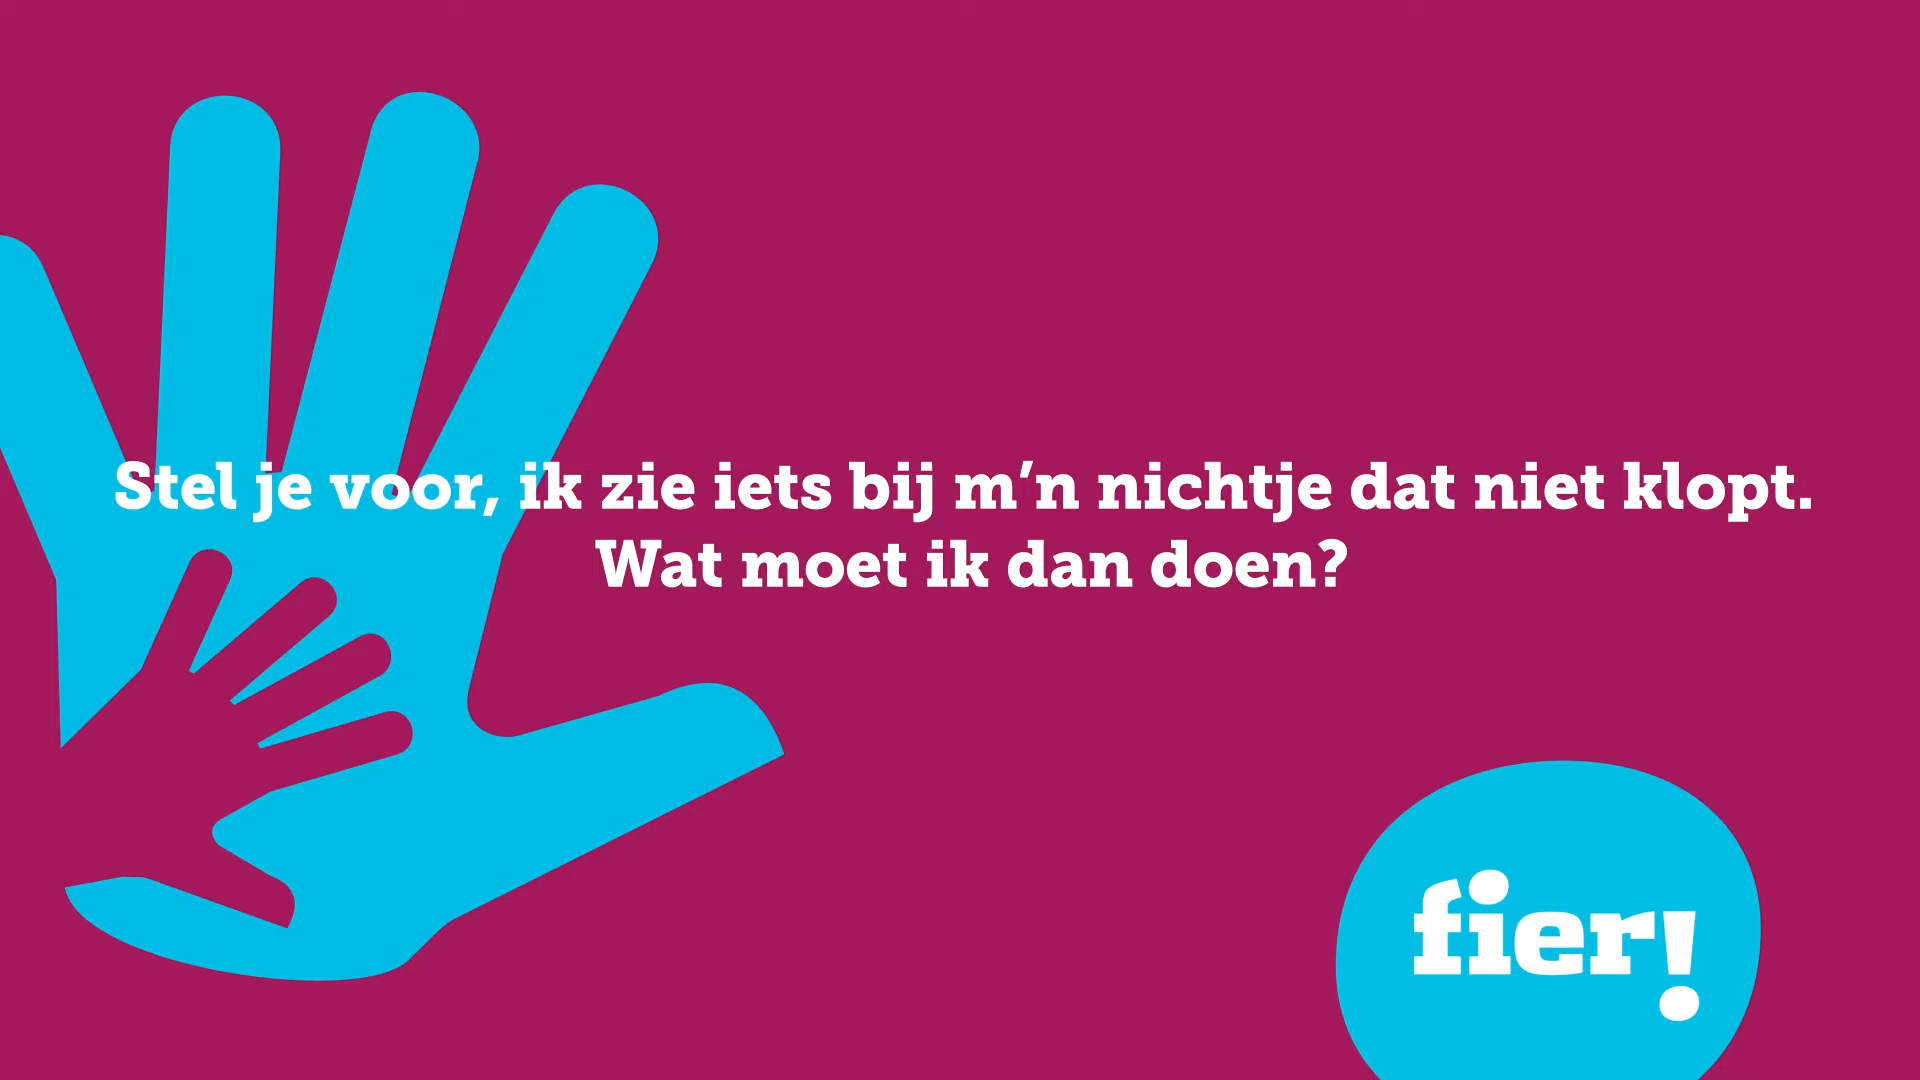 Stel je voor, ik zie iets bij m’n nichtje dat niet klopt.
Wat moet ik dan doen?
fier!